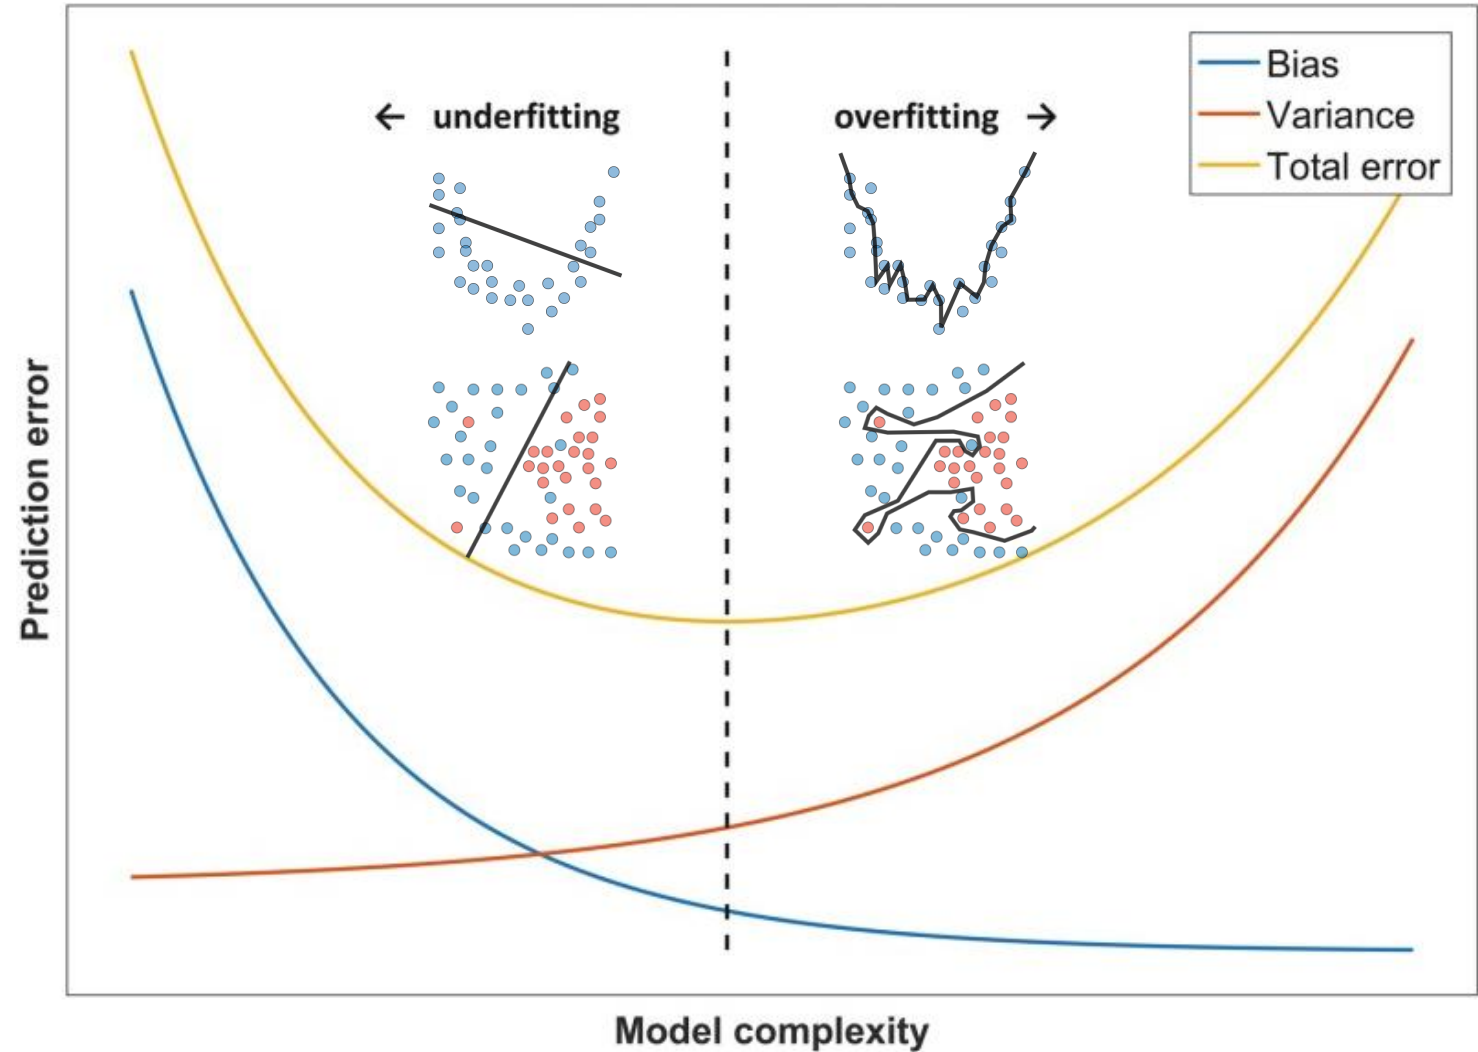 ← underfitting
overfitting →
Bias
Variance
Total error
Prediction error
Model complexity